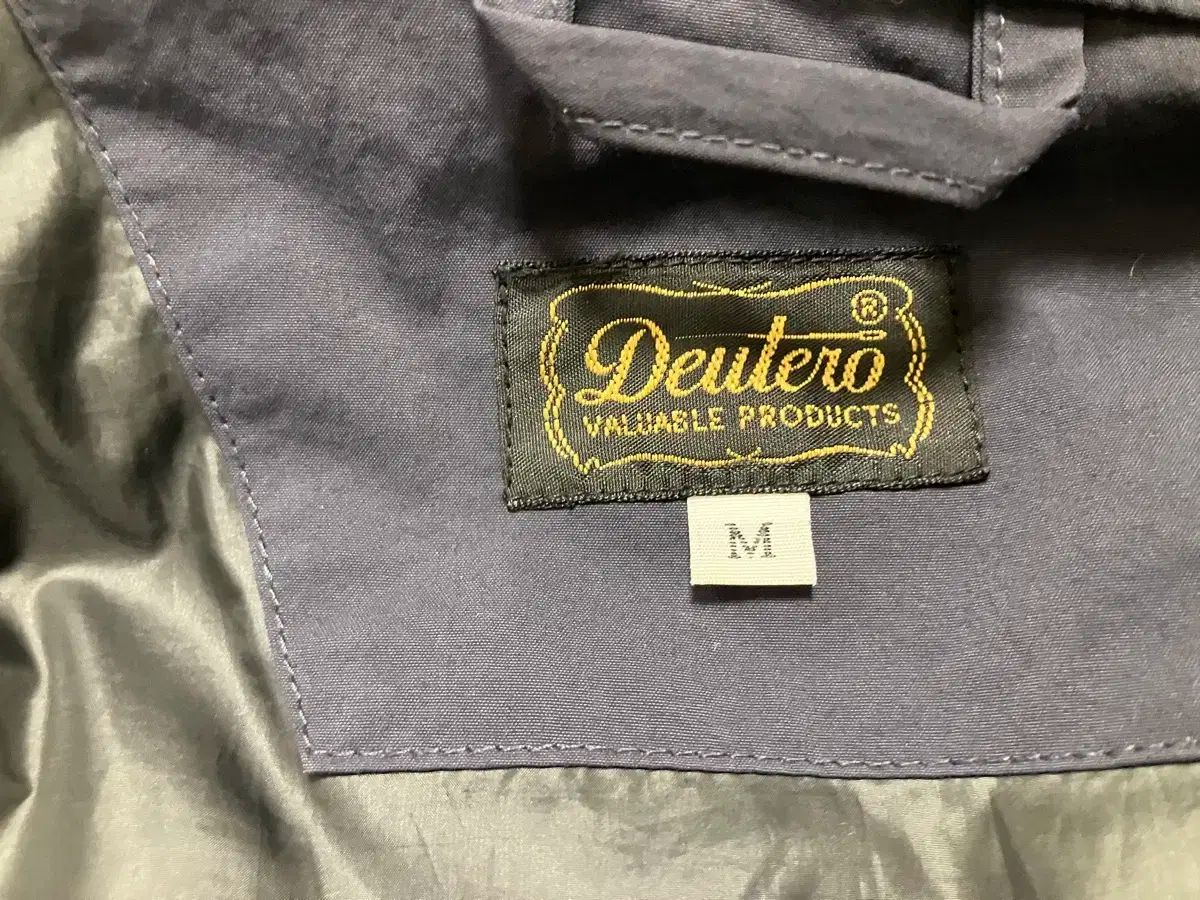 Deutero ®
VALUABLE PRODUCTS
M